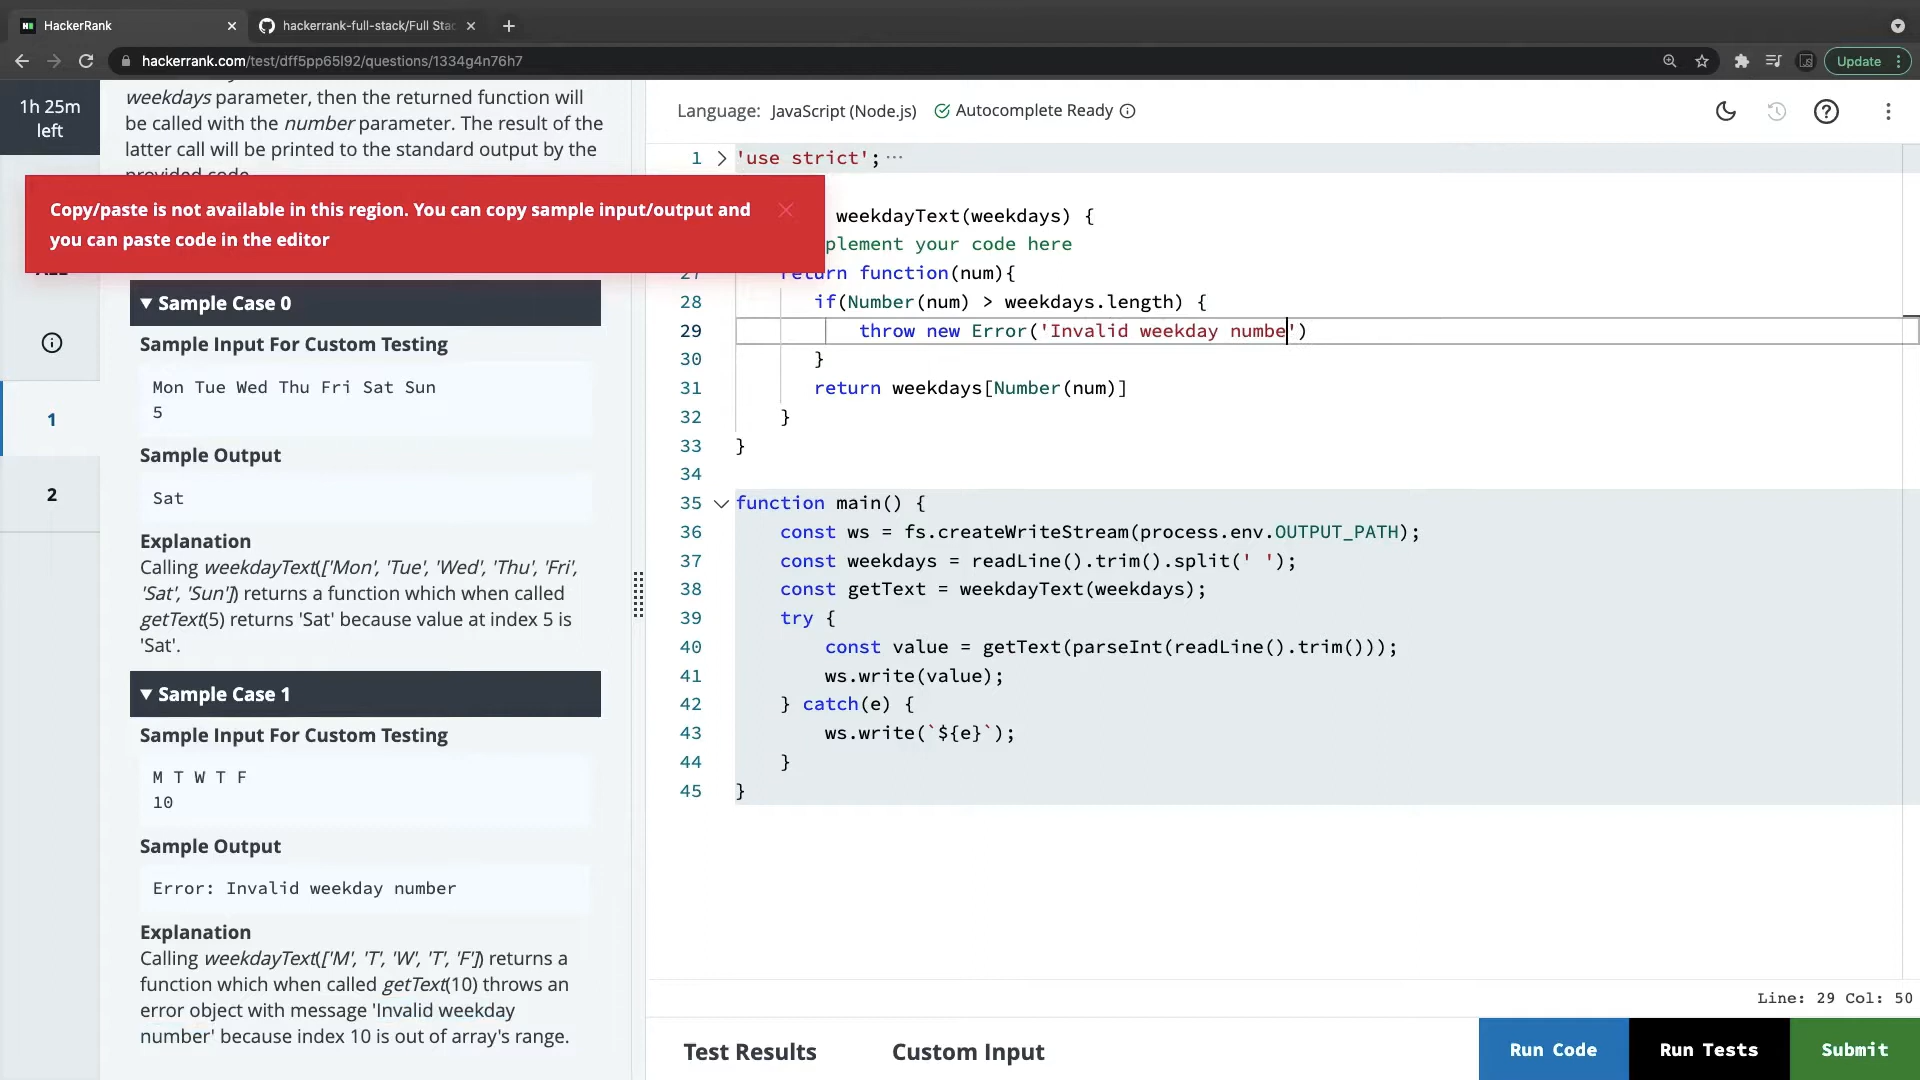 HackerRank
hackerrank-full-stack/Full Stac
hackerrank.com/test/dff5pp65l92/questions/1334g4n76h7
Update
1h 25m
left
1
2
weekdays parameter, then the returned function will
be called with the number parameter. The result of the
latter call will be printed to the standard output by the
provided code.
Copy/paste is not available in this region. You can copy sample input/output and
you can paste code in the editor
Sample Case 0
Sample Input For Custom Testing
Mon Tue Wed Thu Fri Sat Sun
5
Sample Output
Sat
Explanation
Calling weekdayText(['Mon', 'Tue', 'Wed', 'Thu', 'Fri',
'Sat', 'Sun']) returns a function which when called
getText(5) returns 'Sat' because value at index 5 is
'Sat'.
Sample Case 1
Sample Input For Custom Testing
M T W T F
10
Sample Output
Error: Invalid weekday number
Explanation
Calling weekdayText(['M', 'T', 'W', 'T', 'F']) returns a
function which when called getText(10) throws an
error object with message 'Invalid weekday
number' because index 10 is out of array's range.
Language: JavaScript (Node.js) Autocomplete Ready
1 'use strict'; ...
weekdayText(weekdays) {
plement your code here
27 return function(num){
28 if(Number(num) > weekdays.length) {
29 throw new Error('Invalid weekday numbe')
30 }
31 return weekdays[Number(num)]
32 }
33 }
34
35 function main() {
36 const ws = fs.createWriteStream(process.env.OUTPUT_PATH);
37 const weekdays = readLine().trim().split(' ');
38 const getText = weekdayText(weekdays);
39 try {
40 const value = getText(parseInt(readLine().trim()));
41 ws.write(value);
42 } catch(e) {
43 ws.write(`${e}`);
44 }
45 }
Line: 29 Col: 50
Test Results Custom Input Run Code Run Tests Submit